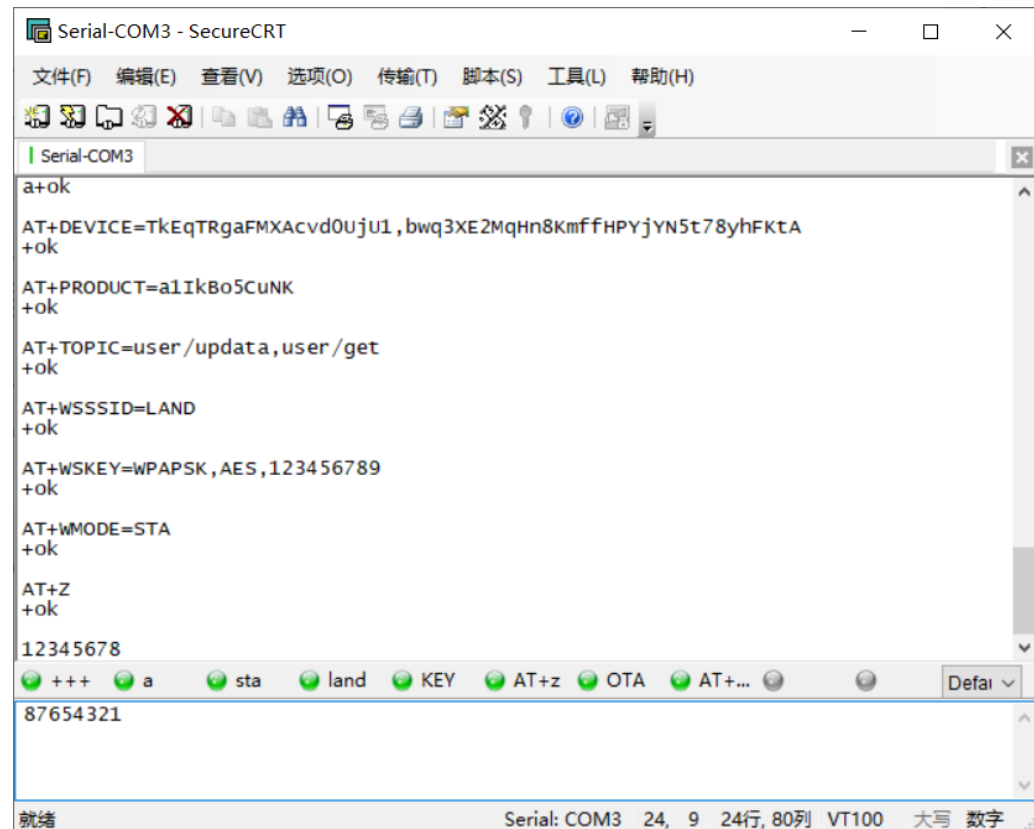 Serial-COM3 - SecureCRT
文件(F) 编辑(E) 查看(V) 选项(O) 传输(T) 脚本(S) 工具(L) 帮助(H)
Serial-COM3
a+ok
AT+DEVICE=TkEqTRgaFMXAcvd0UjU1,bwq3XE2MqHn8KmffHPYjYN5t78yhFKtA
+ok
AT+PRODUCT=a1IkBo5CuNK
+ok
AT+TOPIC=user/updata,user/get
+ok
AT+WSSSID=LAND
+ok
AT+WSKEY=WPAPSK,AES,123456789
+ok
AT+WMODE=STA
+ok
AT+Z
+ok
12345678
+++ a sta land KEY AT+z OTA AT+... Defau
87654321
就绪 Serial: COM3 24, 9 24行, 80列 VT100 大写 数字